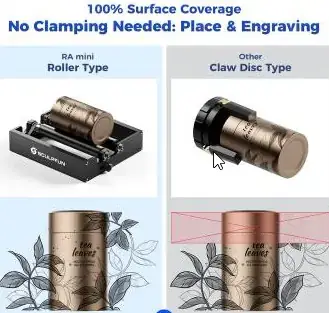 100% Surface Coverage
No Clamping Needed: Place & Engraving
RA mini
Roller Type
Other
Claw Disc Type
SCULPFUN
tea
leaves
tea
leaves